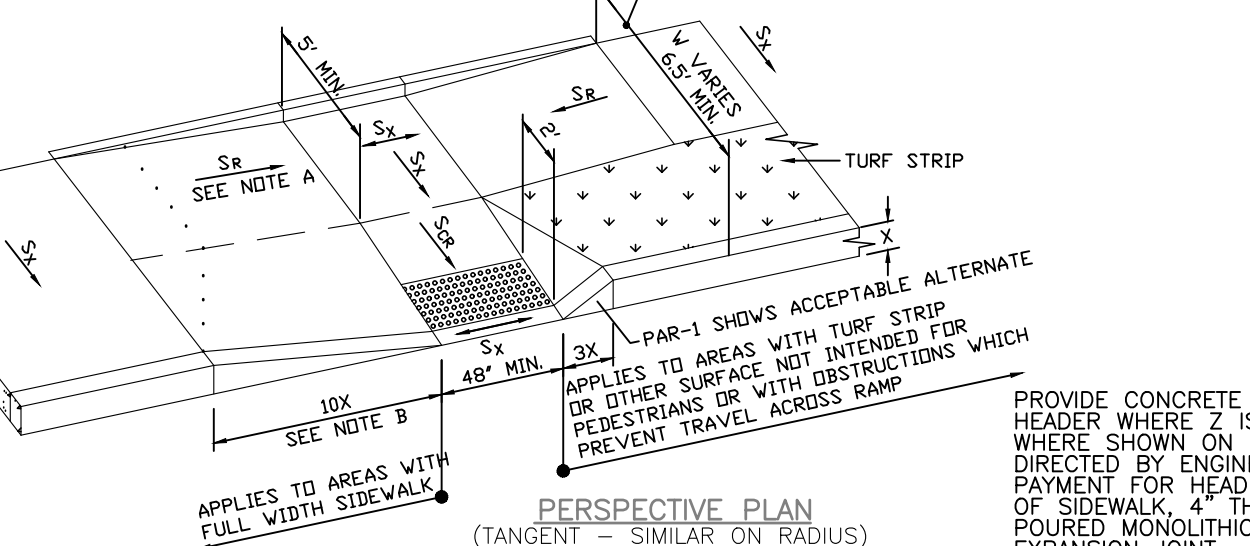 5' MIN.
W VARIES
6.5' MIN.
SX
SR
2'
SX
SX
SR
SEE NOTE A
TURF STRIP
SCR
SX
X
PAR-1 SHOWS ACCEPTABLE ALTERNATE
SX
48" MIN.
3X
APPLIES TO AREAS WITH TURF STRIP
OR OTHER SURFACE NOT INTENDED FOR
PEDESTRIANS OR WITH OBSTRUCTIONS WHICH
PREVENT TRAVEL ACROSS RAMP
10X
SEE NOTE B
APPLIES TO AREAS WITH
FULL WIDTH SIDEWALK
PERSPECTIVE PLAN
(TANGENT – SIMILAR ON RADIUS)
PROVIDE CONCRETE
HEADER WHERE Z IS
WHERE SHOWN ON
DIRECTED BY
PAYMENT FOR
OF SIDEWALK, 4"
POURED
EXPANSION JOINT